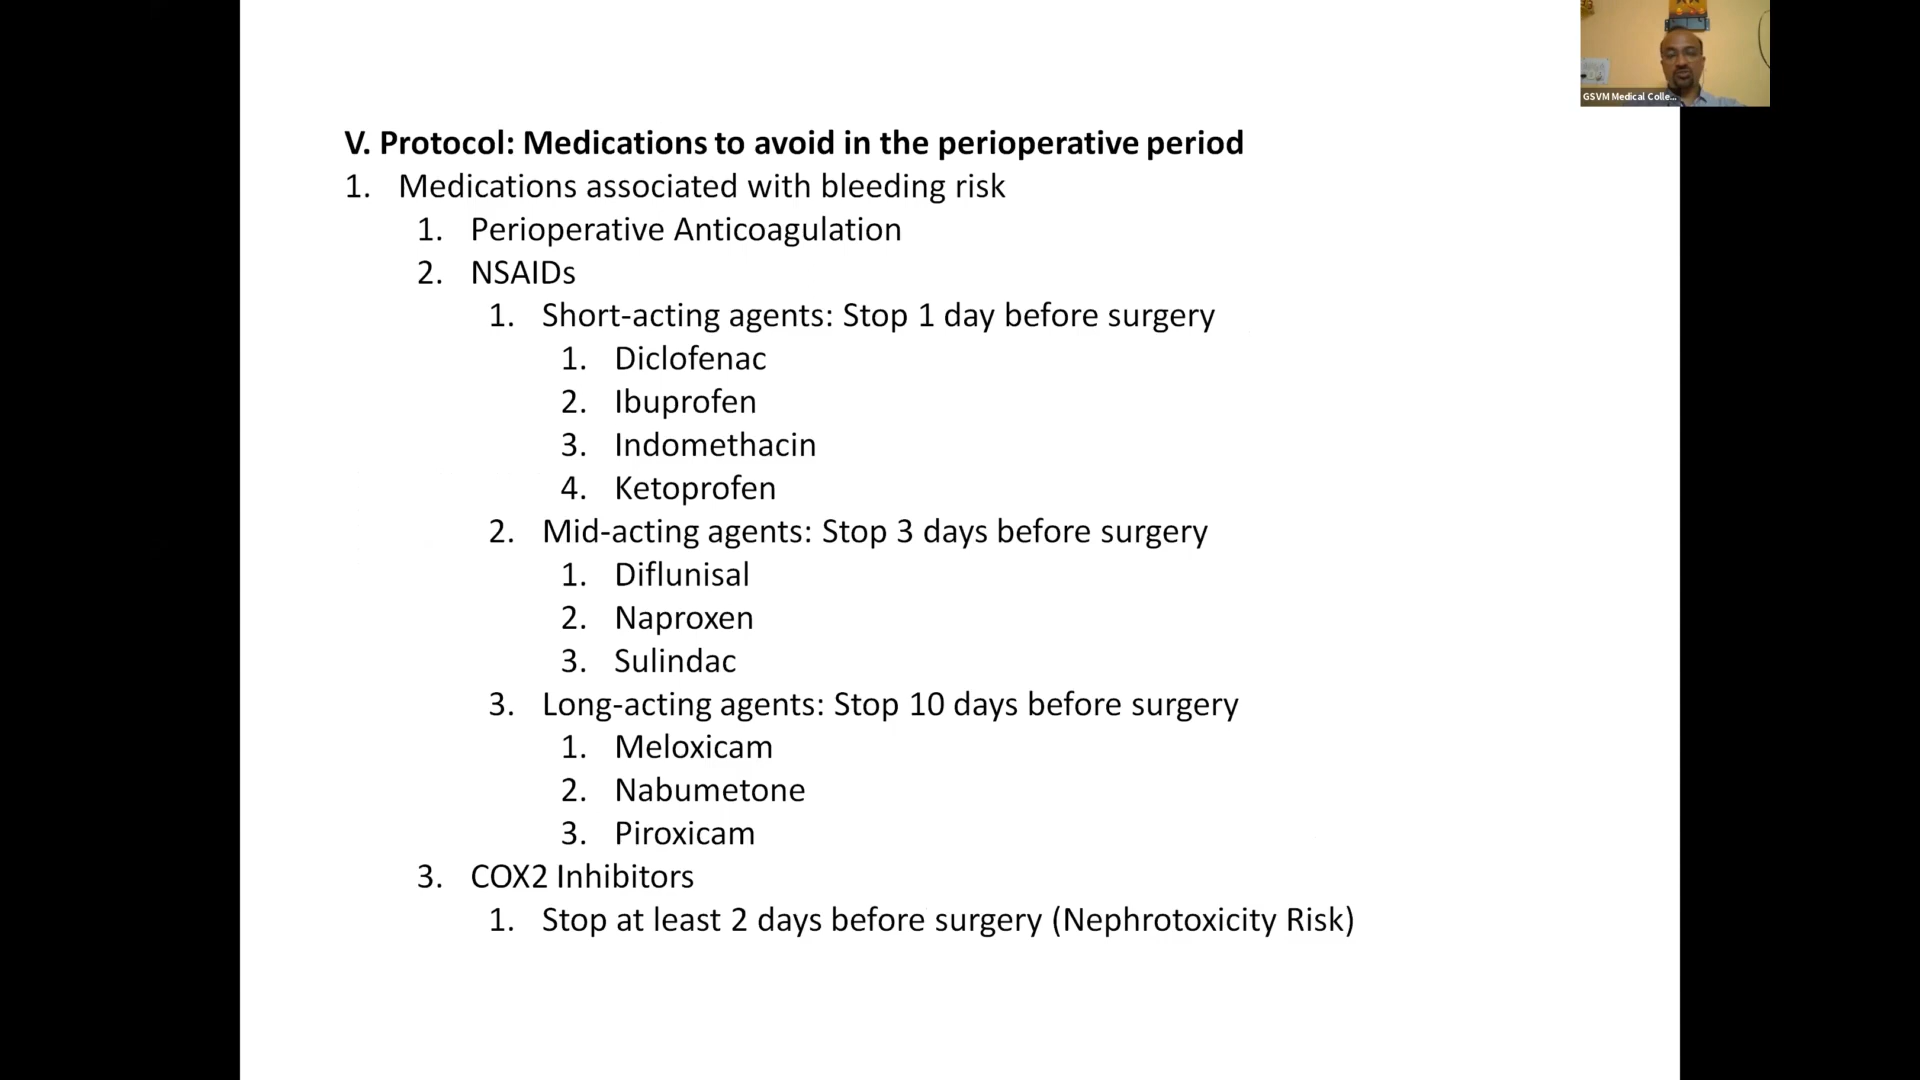 GSVM Medical Colle...
V. Protocol: Medications to avoid in the perioperative period
1. Medications associated with bleeding risk
1. Perioperative Anticoagulation
2. NSAIDs
1. Short-acting agents: Stop 1 day before surgery
1. Diclofenac
2. Ibuprofen
3. Indomethacin
4. Ketoprofen
2. Mid-acting agents: Stop 3 days before surgery
1. Diflunisal
2. Naproxen
3. Sulindac
3. Long-acting agents: Stop 10 days before surgery
1. Meloxicam
2. Nabumetone
3. Piroxicam
3. COX2 Inhibitors
1. Stop at least 2 days before surgery (Nephrotoxicity Risk)